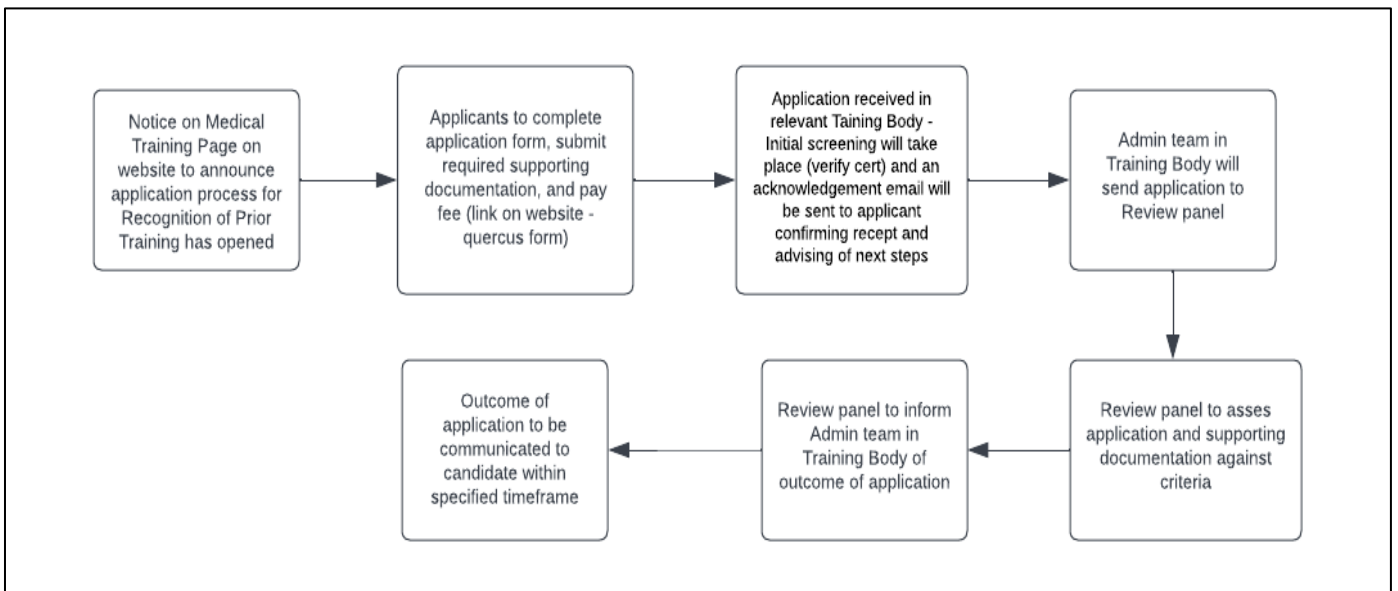 Notice on Medical
Training Page on
website to announce
application process for
Recognition of Prior
Training has opened
Applicants to complete
application form, submit
required supporting
documentation, and pay
fee (link on website -
quercus form)
Application received in
relevant Taining Body -
Initial screening will take
place (verify cert) and an
acknowledgement email will
be sent to applicant
confirming recept and
advising of next steps
Admin team in
Training Body will
send application to
Review panel
Review panel to asses
application and supporting
documentation against
criteria
Review panel to inform
Admin team in
Training Body of
outcome of application
Outcome of
application to be
communicated to
candidate within
specified timeframe